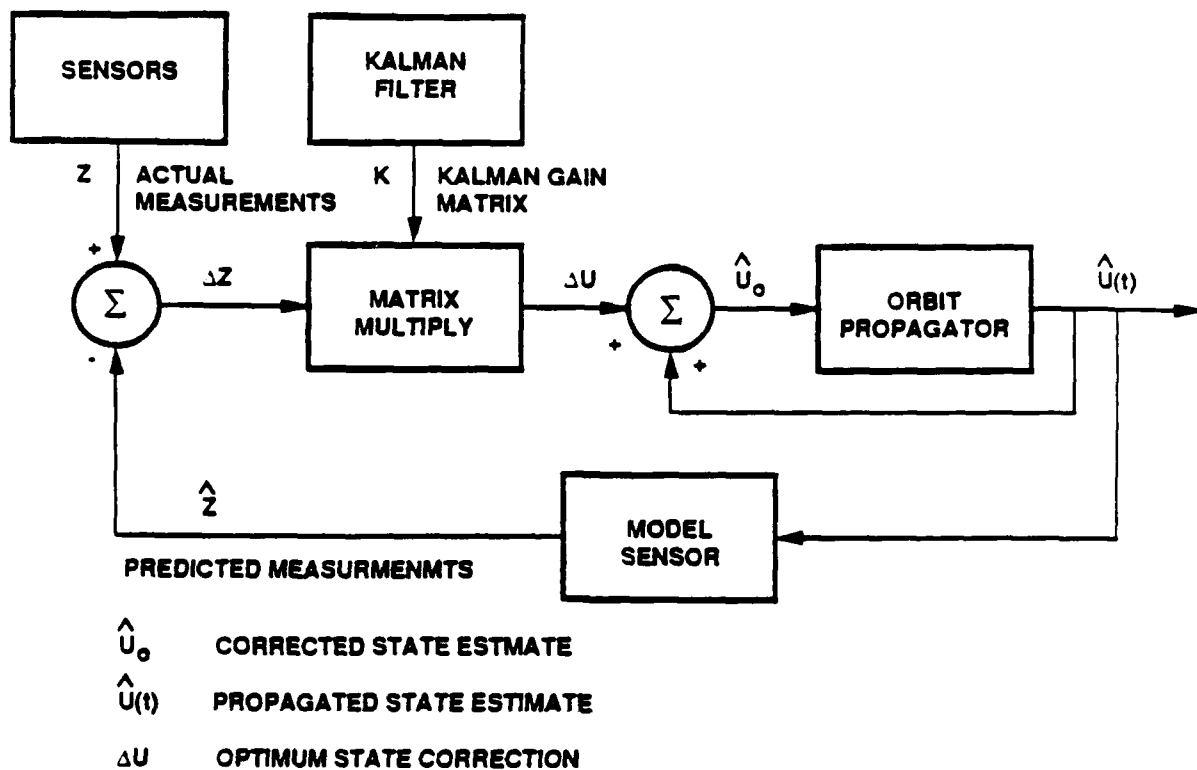 SENSORS
KALMAN
FILTER
Z
ACTUAL
MEASUREMENTS
K
KALMAN GAIN
MATRIX
+
Σ
-
ΔZ
MATRIX
MULTIPLY
ΔU
+
Σ
+
Û₀
ORBIT
PROPAGATOR
Û(t)
Ẑ
MODEL
SENSOR
PREDICTED MEASURMENMTS
Û₀ CORRECTED STATE ESTMATE
Û(t) PROPAGATED STATE ESTIMATE
ΔU OPTIMUM STATE CORRECTION